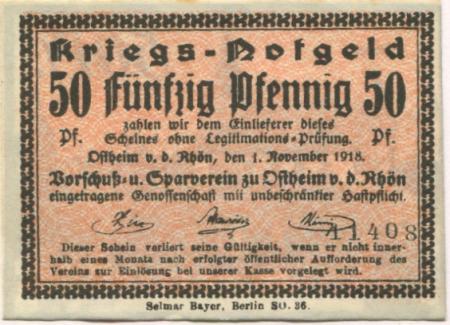 Kriegs-Notgeld
50 Fünfzig Pfennig 50
Pf. zahlen wir dem Einlieferer dieses Pf.
Scheines ohne Legitimations-Prüfung.
Ostheim v. d. Rhön, den 1. November 1918.
Vorschuß- u. Sparverein zu Ostheim v. d. Rhön
eingetragene Genossenschaft mit unbeschränkter Haftpflicht.
A1408
Dieser Schein verliert seine Gültigkeit, wenn er nicht inner-
halb eines Monats nach erfolgter öffentlicher Aufforderung des
Vereins zur Einlösung bei unserer Kasse vorgelegt wird.
Selmar Bayer, Berlin SO. 36.